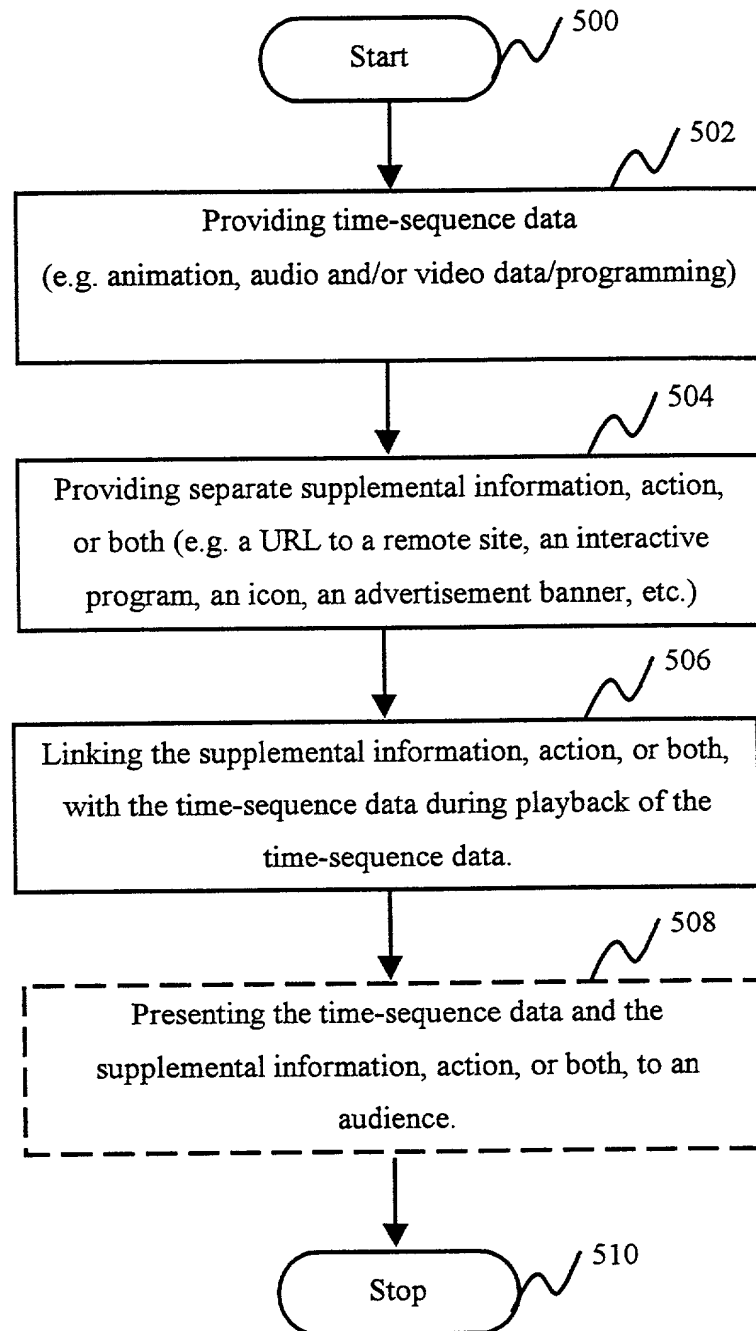 500
Start
502
Providing time-sequence data
(e.g. animation, audio and/or video data/programming)
504
Providing separate supplemental information, action,
or both (e.g. a URL to a remote site, an interactive
program, an icon, an advertisement banner, etc.)
506
Linking the supplemental information, action, or both,
with the time-sequence data during playback of the
time-sequence data.
508
Presenting the time-sequence data and the
supplemental information, action, or both, to an
audience.
510
Stop